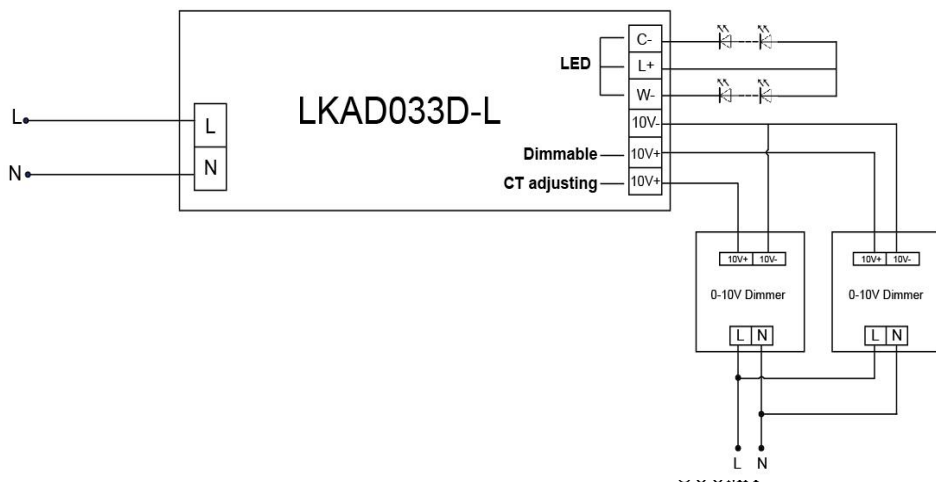 LKAD033D-L
L
N
L
N
LED
Dimmable
CT adjusting
C-
L+
W-
10V-
10V+
10V+
10V+ 10V-
0-10V Dimmer
L N
10V+ 10V-
0-10V Dimmer
L N
L N